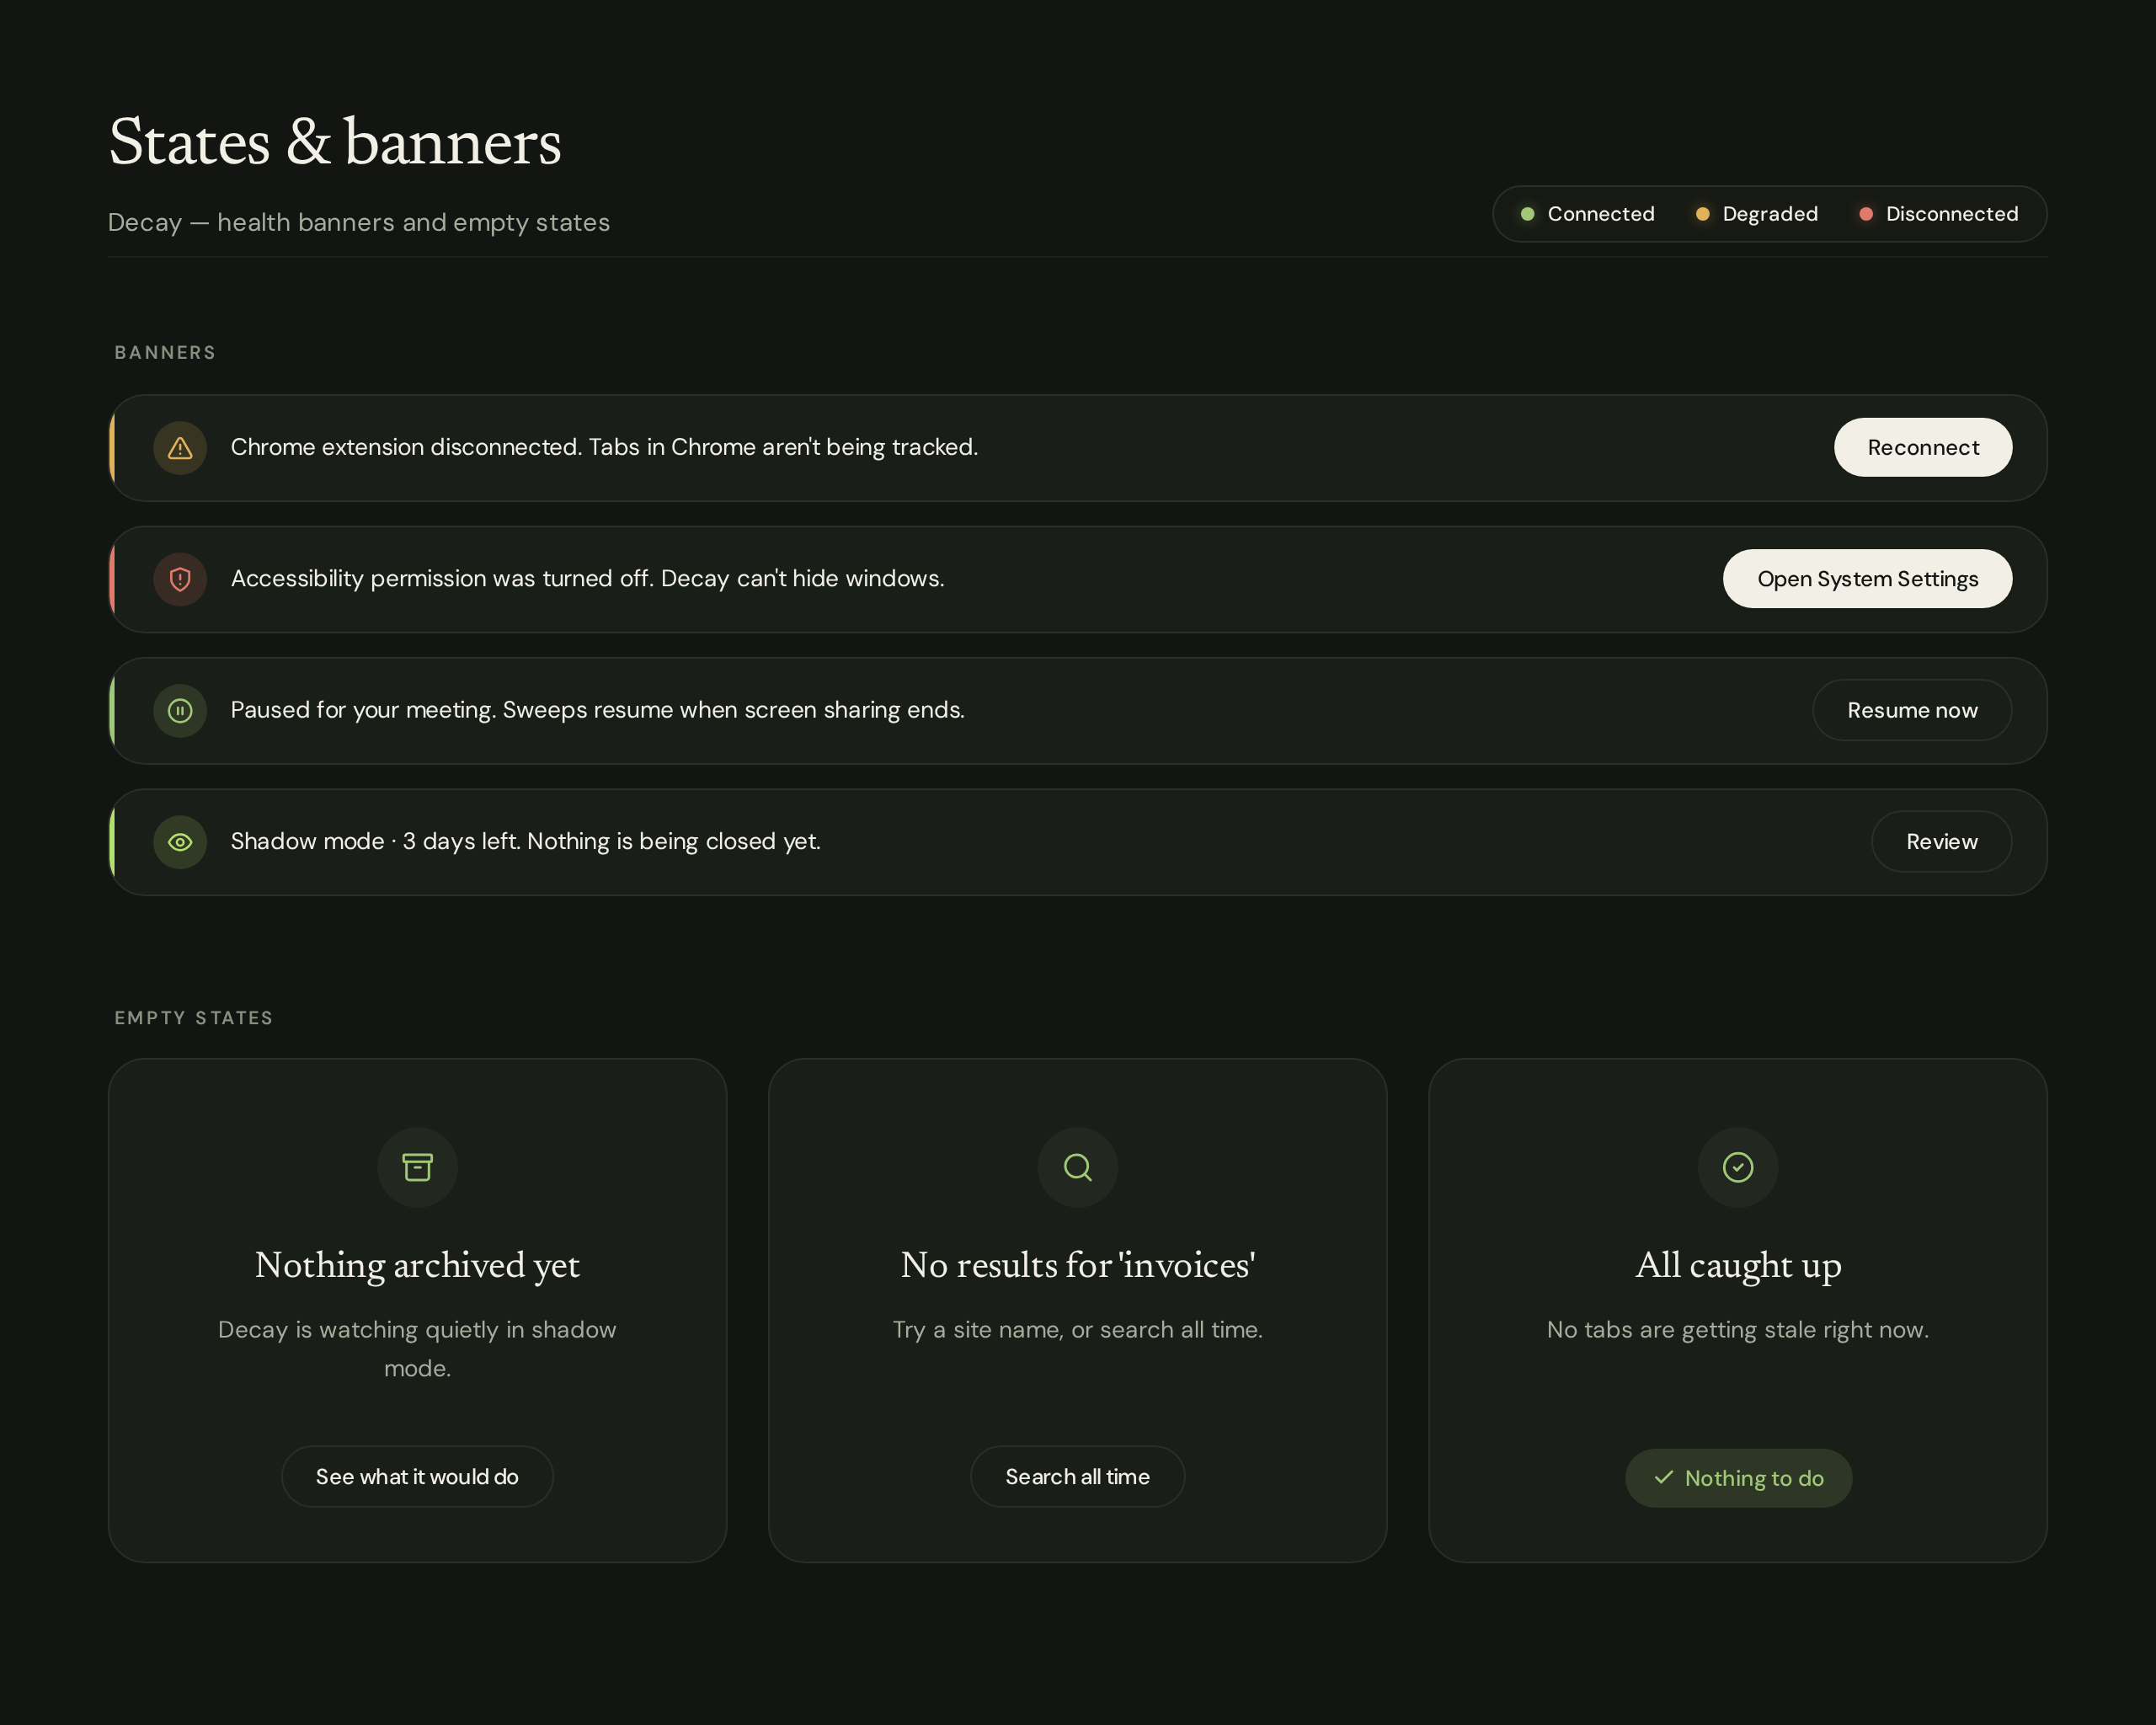 States & banners
Decay — health banners and empty states
Connected
Degraded
Disconnected
BANNERS
Chrome extension disconnected. Tabs in Chrome aren't being tracked.
Reconnect
Accessibility permission was turned off. Decay can't hide windows.
Open System Settings
Paused for your meeting. Sweeps resume when screen sharing ends.
Resume now
Shadow mode · 3 days left. Nothing is being closed yet.
Review
EMPTY STATES
Nothing archived yet
Decay is watching quietly in shadow
mode.
See what it would do
No results for 'invoices'
Try a site name, or search all time.
Search all time
All caught up
No tabs are getting stale right now.
Nothing to do